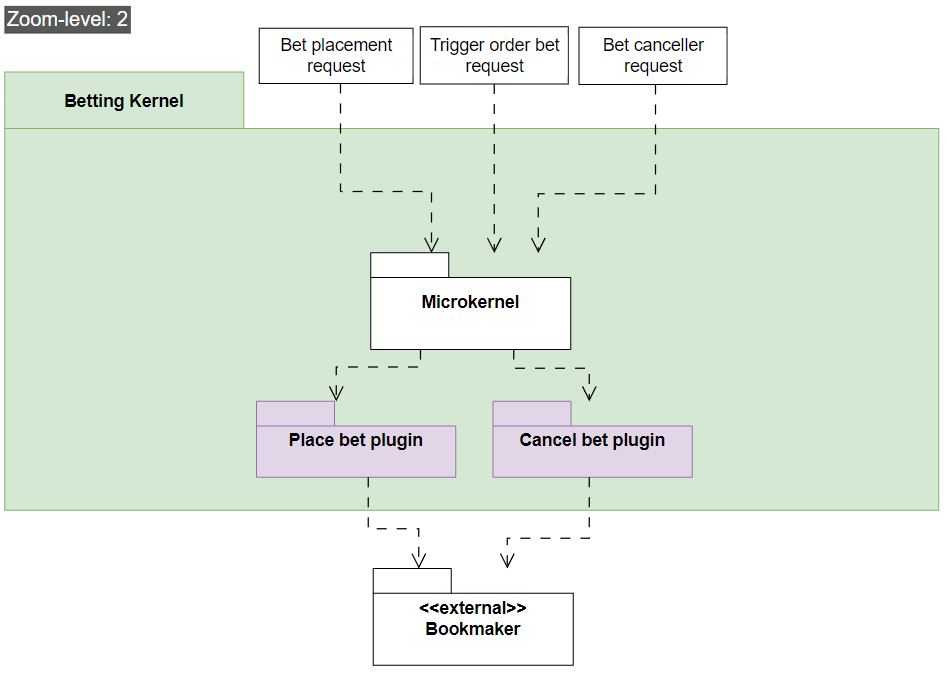 Zoom-level: 2
Bet placement
request
Trigger order bet
request
Bet canceller
request
Betting Kernel
Microkernel
Place bet plugin
Cancel bet plugin
<<external>>
Bookmaker